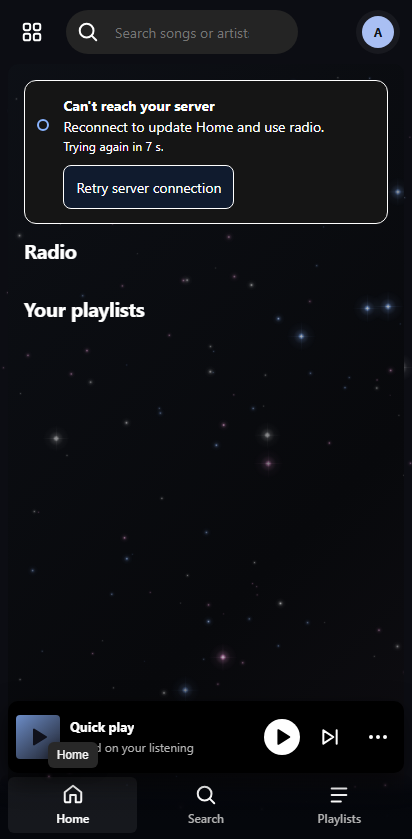 Search songs or artist
A
Can't reach your server
Reconnect to update Home and use radio.
Trying again in 7 s.
Retry server connection
Radio
Your playlists
Quick play
on your listening
Home
Home
Search
Playlists